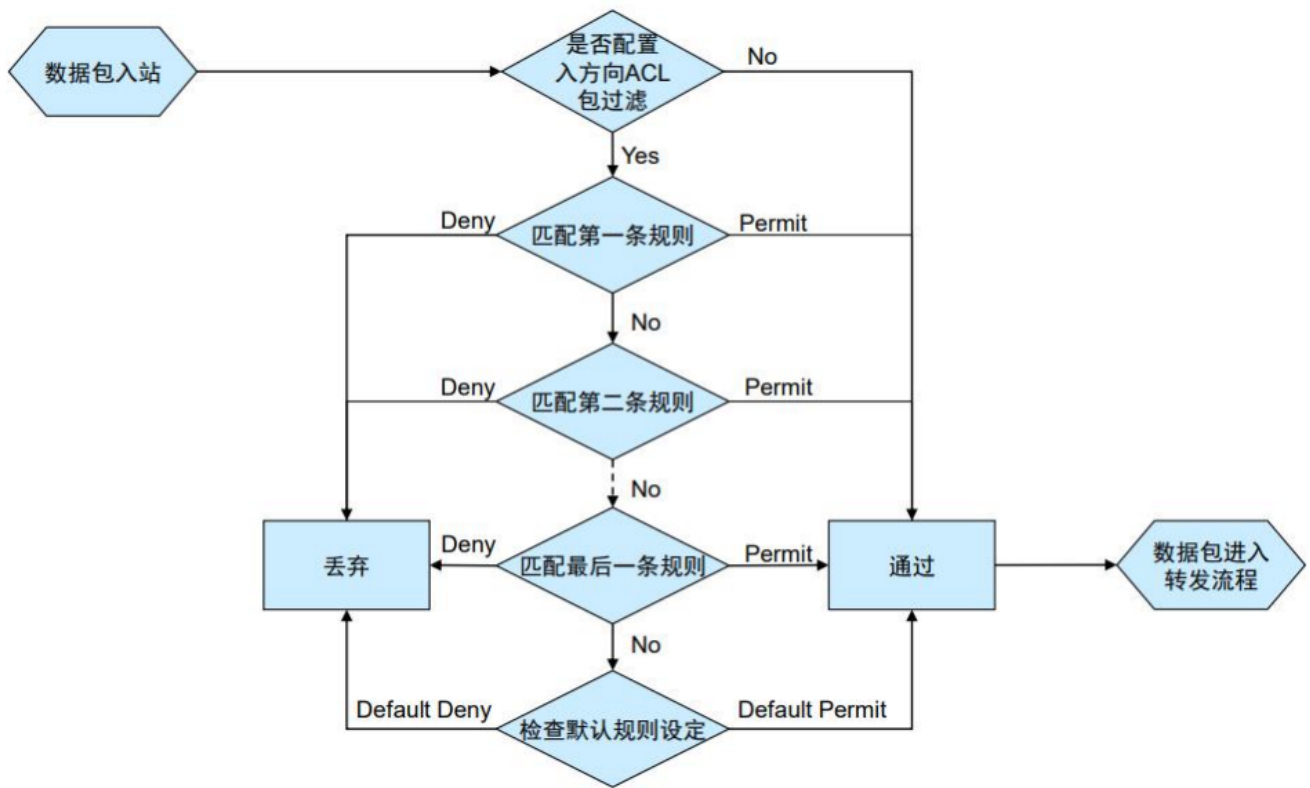 数据包入站
是否配置
入方向ACL
包过滤
No
Yes
Deny
匹配第一条规则
Permit
No
Deny
匹配第二条规则
Permit
No
丢弃
Deny
匹配最后一条规则
Permit
通过
数据包进入
转发流程
No
Default Deny
检查默认规则设定
Default Permit